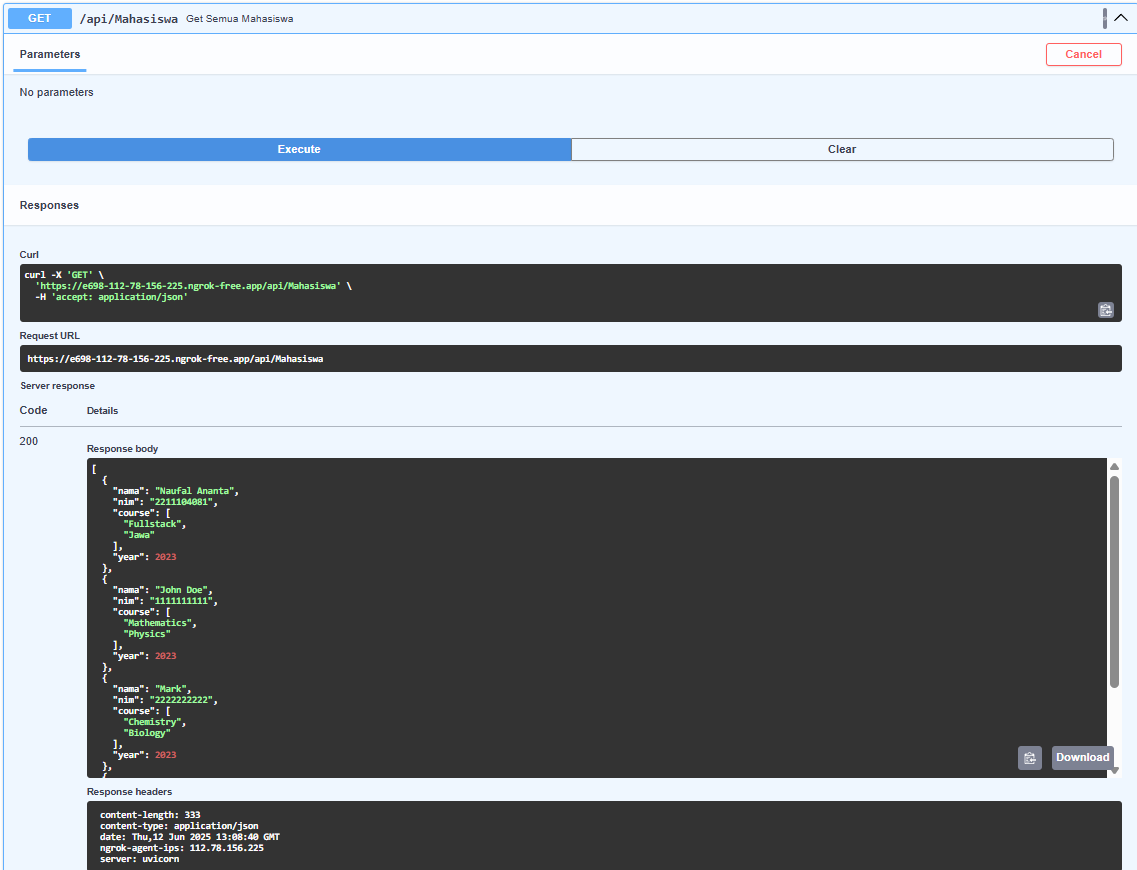 GET /api/Mahasiswa Get Semua Mahasiswa
Parameters
Cancel
No parameters
Execute
Clear
Responses
Curl
curl -X 'GET' \
  'https://e698-112-78-156-225.ngrok-free.app/api/Mahasiswa' \
  -H 'accept: application/json'
Request URL
https://e698-112-78-156-225.ngrok-free.app/api/Mahasiswa
Server response
Code Details
200
Response body
[
  {
    "nama": "Naufal Ananta",
    "nim": "2211104081",
    "course": [
      "Fullstack",
      "Jawa"
    ],
    "year": 2023
  },
  {
    "nama": "John Doe",
    "nim": "1111111111",
    "course": [
      "Mathematics",
      "Physics"
    ],
    "year": 2023
  },
  {
    "nama": "Mark",
    "nim": "2222222222",
    "course": [
      "Chemistry",
      "Biology"
    ],
    "year": 2023
  },
  {
Download
Response headers
content-length: 333
content-type: application/json
date: Thu,12 Jun 2025 13:08:40 GMT
ngrok-agent-ips: 112.78.156.225
server: uvicorn